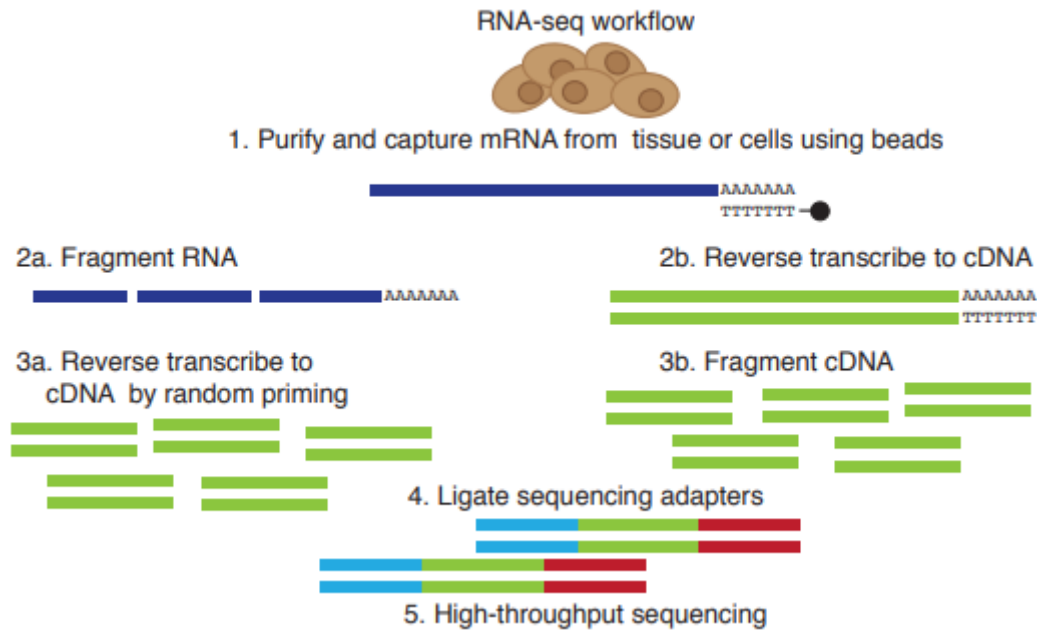 RNA-seq workflow
1. Purify and capture mRNA from tissue or cells using beads
AAAAAAA
TTTTTTT
2a. Fragment RNA
AAAAAAA
2b. Reverse transcribe to cDNA
AAAAAAA
TTTTTTT
3a. Reverse transcribe to
cDNA by random priming
3b. Fragment cDNA
4. Ligate sequencing adapters
5. High-throughput sequencing